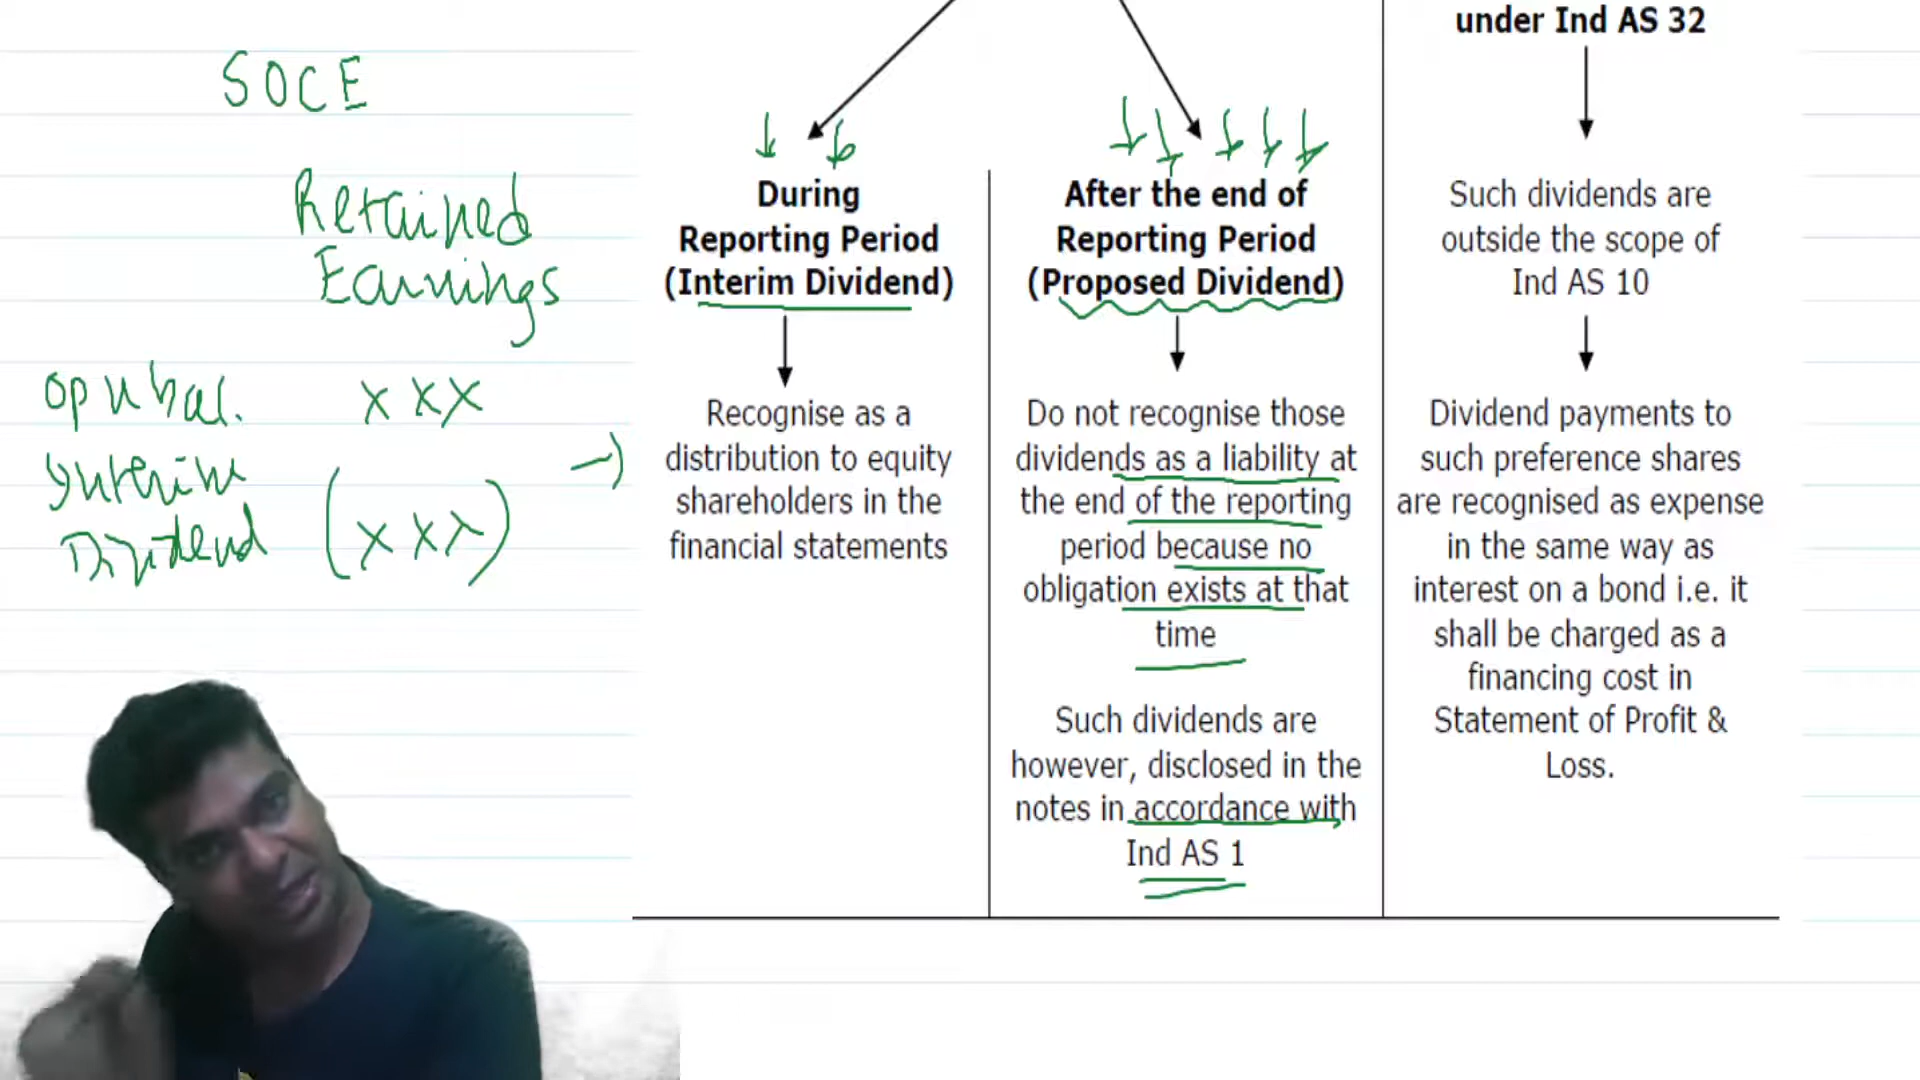 SOCE
Retained
Earnings
Opn bal. XXX
Interim
Dividend (XXX)
During
Reporting Period
(Interim Dividend)
Recognise as a
distribution to equity
shareholders in the
financial statements
After the end of
Reporting Period
(Proposed Dividend)
Do not recognise those
dividends as a liability at
the end of the reporting
period because no
obligation exists at that
time
Such dividends are
however, disclosed in the
notes in accordance with
Ind AS 1
under Ind AS 32
Such dividends are
outside the scope of
Ind AS 10
Dividend payments to
such preference shares
are recognised as expense
in the same way as
interest on a bond i.e. it
shall be charged as a
financing cost in
Statement of Profit &
Loss.